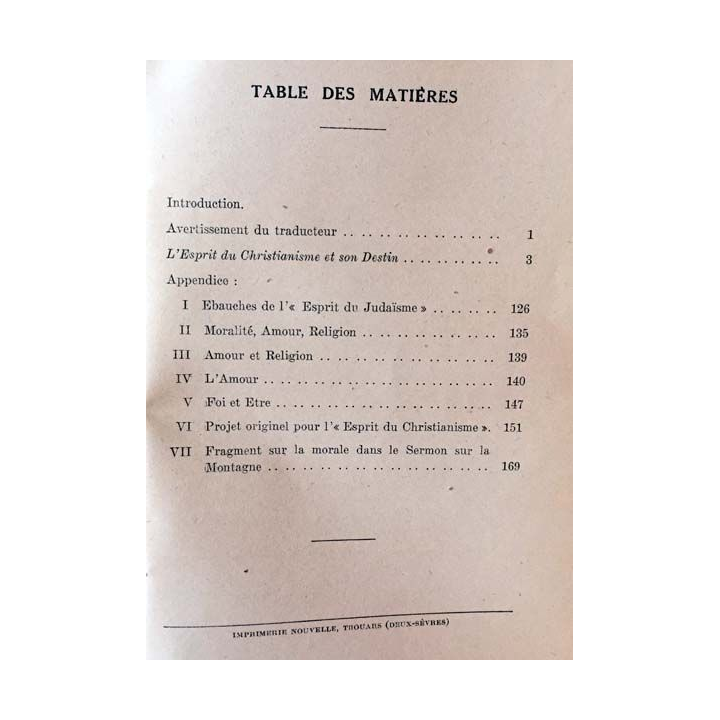 TABLE DES MATIÈRES
Introduction.
Avertissement du traducteur .. .. .. .. .. .. .. .. .. 1
L'Esprit du Christianisme et son Destin .. .. .. .. .. .. 3
Appendice :
I Ebauches de l'« Esprit du Judaïsme » .. .. .. .. 126
II Moralité, Amour, Religion .. .. .. .. .. .. .. .. 135
III Amour et Religion .. .. .. .. .. .. .. .. .. .. 139
IV L'Amour .. .. .. .. .. .. .. .. .. .. .. .. .. 140
V Foi et Etre .. .. .. .. .. .. .. .. .. .. .. .. 147
VI Projet originel pour l'« Esprit du Christianisme ». 151
VII Fragment sur la morale dans le Sermon sur la
Montagne .. .. .. .. .. .. .. .. .. .. .. .. 169
IMPRIMERIE NOUVELLE, THOUARS (DEUX-SÈVRES)